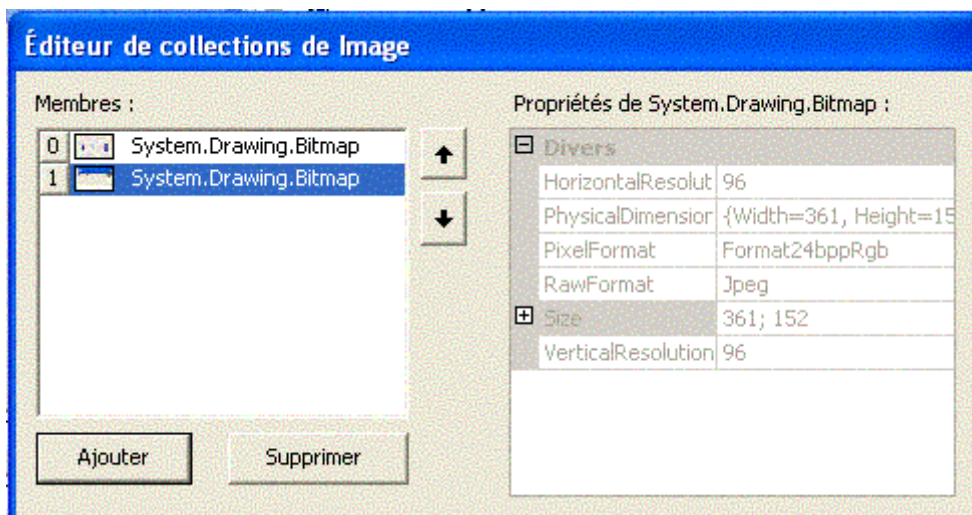 Éditeur de collections de Image
Membres :
0 System.Drawing.Bitmap
1 System.Drawing.Bitmap
Ajouter Supprimer
Propriétés de System.Drawing.Bitmap :
Divers
HorizontalResolut 96
PhysicalDimension {Width=361, Height=15
PixelFormat Format24bppRgb
RawFormat Jpeg
Size 361; 152
VerticalResolution 96